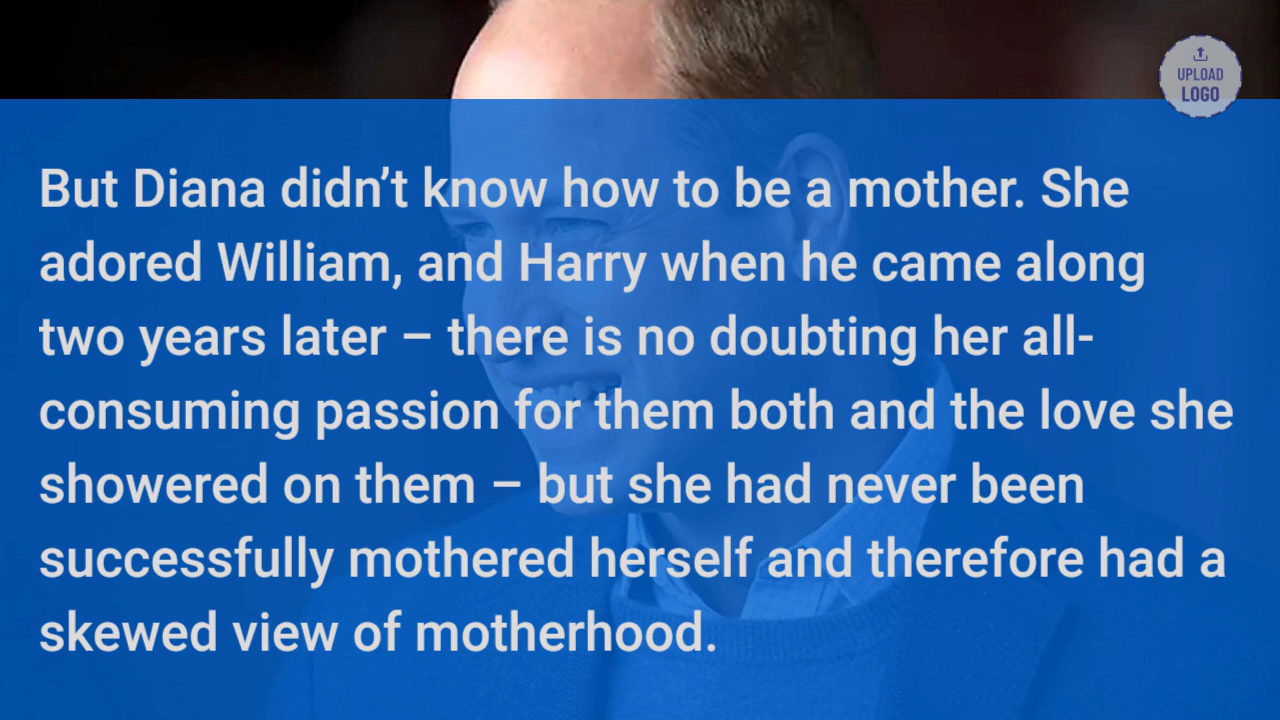 UPLOAD
LOGO
But Diana didn’t know how to be a mother. She
adored William, and Harry when he came along
two years later – there is no doubting her all-
consuming passion for them both and the love she
showered on them – but she had never been
successfully mothered herself and therefore had a
skewed view of motherhood.